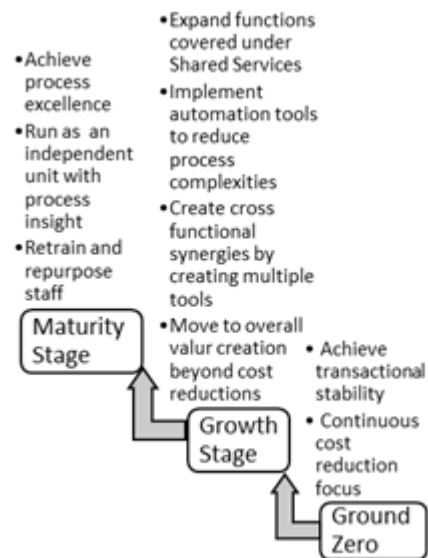 •Achieve
process
excellence
•Run as an
independent
unit with
process
insight
•Retrain and
repurpose
staff
Maturity
Stage
•Expand functions
covered under
Shared Services
•Implement
automation tools
to reduce
process
complexities
•Create cross
functional
synergies by
creating multiple
tools
•Move to overall
valur creation
beyond cost
reductions
Growth
Stage
• Achieve
transactional
stability
• Continuous
cost
reduction
focus
Ground
Zero